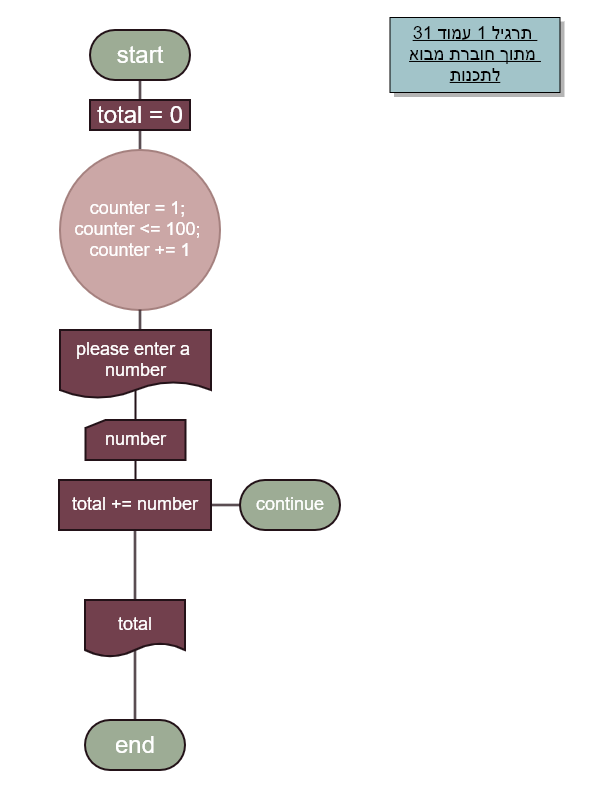 תרגיל 1 עמוד 31
מתוך חוברת מבוא
לתכנות
start
total = 0
counter = 1;
counter <= 100;
counter += 1
please enter a
number
number
total += number
continue
total
end